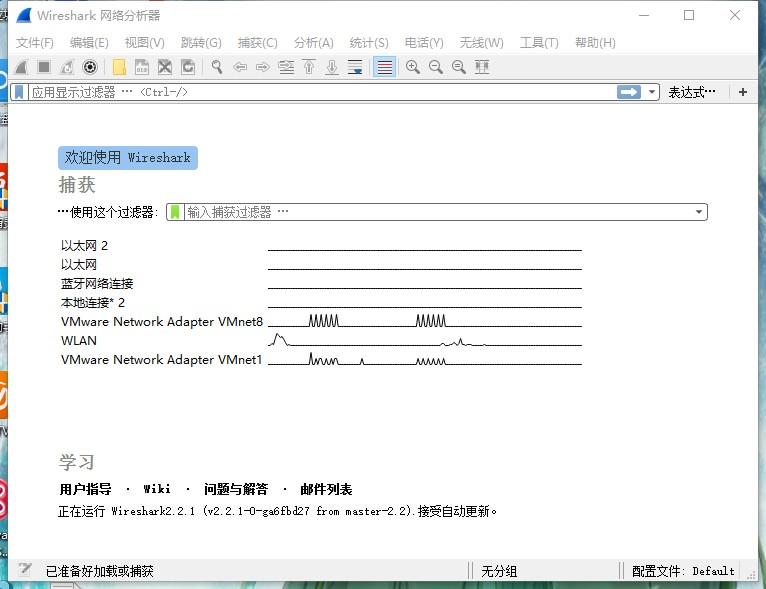 Wireshark 网络分析器
文件(F) 编辑(E) 视图(V) 跳转(G) 捕获(C) 分析(A) 统计(S) 电话(Y) 无线(W) 工具(T) 帮助(H)
应用显示过滤器 … <Ctrl-/> 表达式… +
欢迎使用 Wireshark
捕获
…使用这个过滤器: 输入捕获过滤器 …
以太网 2
以太网
蓝牙网络连接
本地连接* 2
VMware Network Adapter VMnet8
WLAN
VMware Network Adapter VMnet1
学习
用户指导 · Wiki · 问题与解答 · 邮件列表
正在运行 Wireshark2.2.1 (v2.2.1-0-ga6fbd27 from master-2.2).接受自动更新。
已准备好加载或捕获 无分组 配置文件: Default